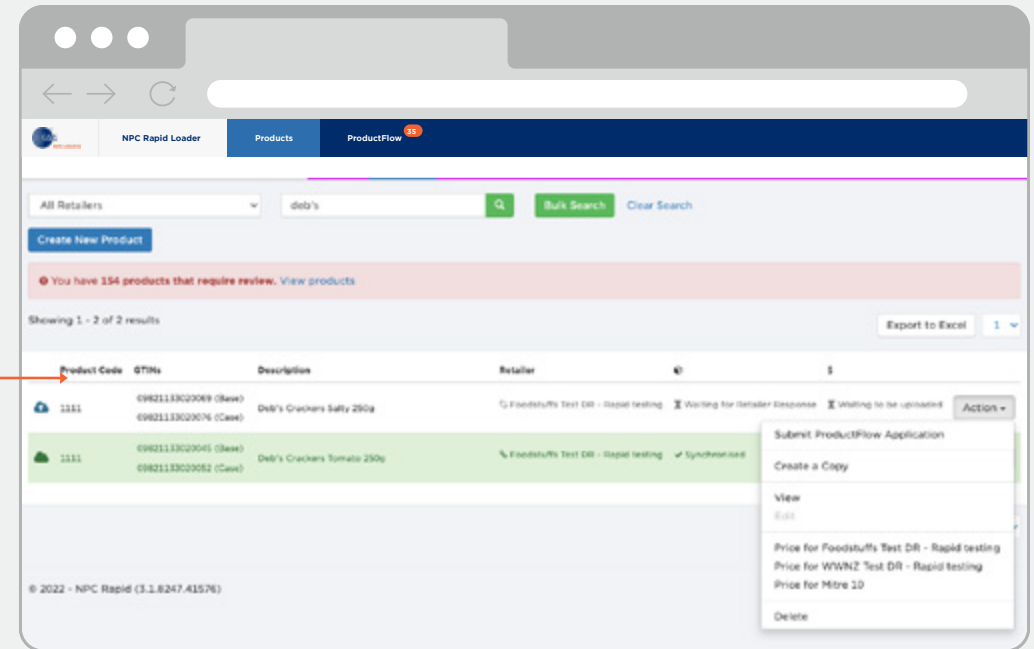 NPC Rapid Loader Products ProductFlow 35
All Retailers deb's Bulk Search Clear Search
Create New Product
You have 154 products that require review. View products
Showing 1 - 2 of 2 results Export to Excel 1
Product Code GTINs Description Retailer $
09821133020069 (Base)
1111 Deb's Crackers Salty 250g Foodstuffs Test DR - Rapid testing Waiting for Retailer Response Waiting to be uploaded Action
09821133020076 (Case)
09821133020045 (Base)
1111 Deb's Crackers Tomato 250g Foodstuffs Test DR - Rapid testing Synchronised
09821133020052 (Case)
Submit ProductFlow Application
Create a Copy
View
Edit
Price for Foodstuffs Test DR - Rapid testing
Price for WWNZ Test DR - Rapid testing
Price for Mitre 10
Delete
© 2022 - NPC Rapid (3.1.8247.41576)